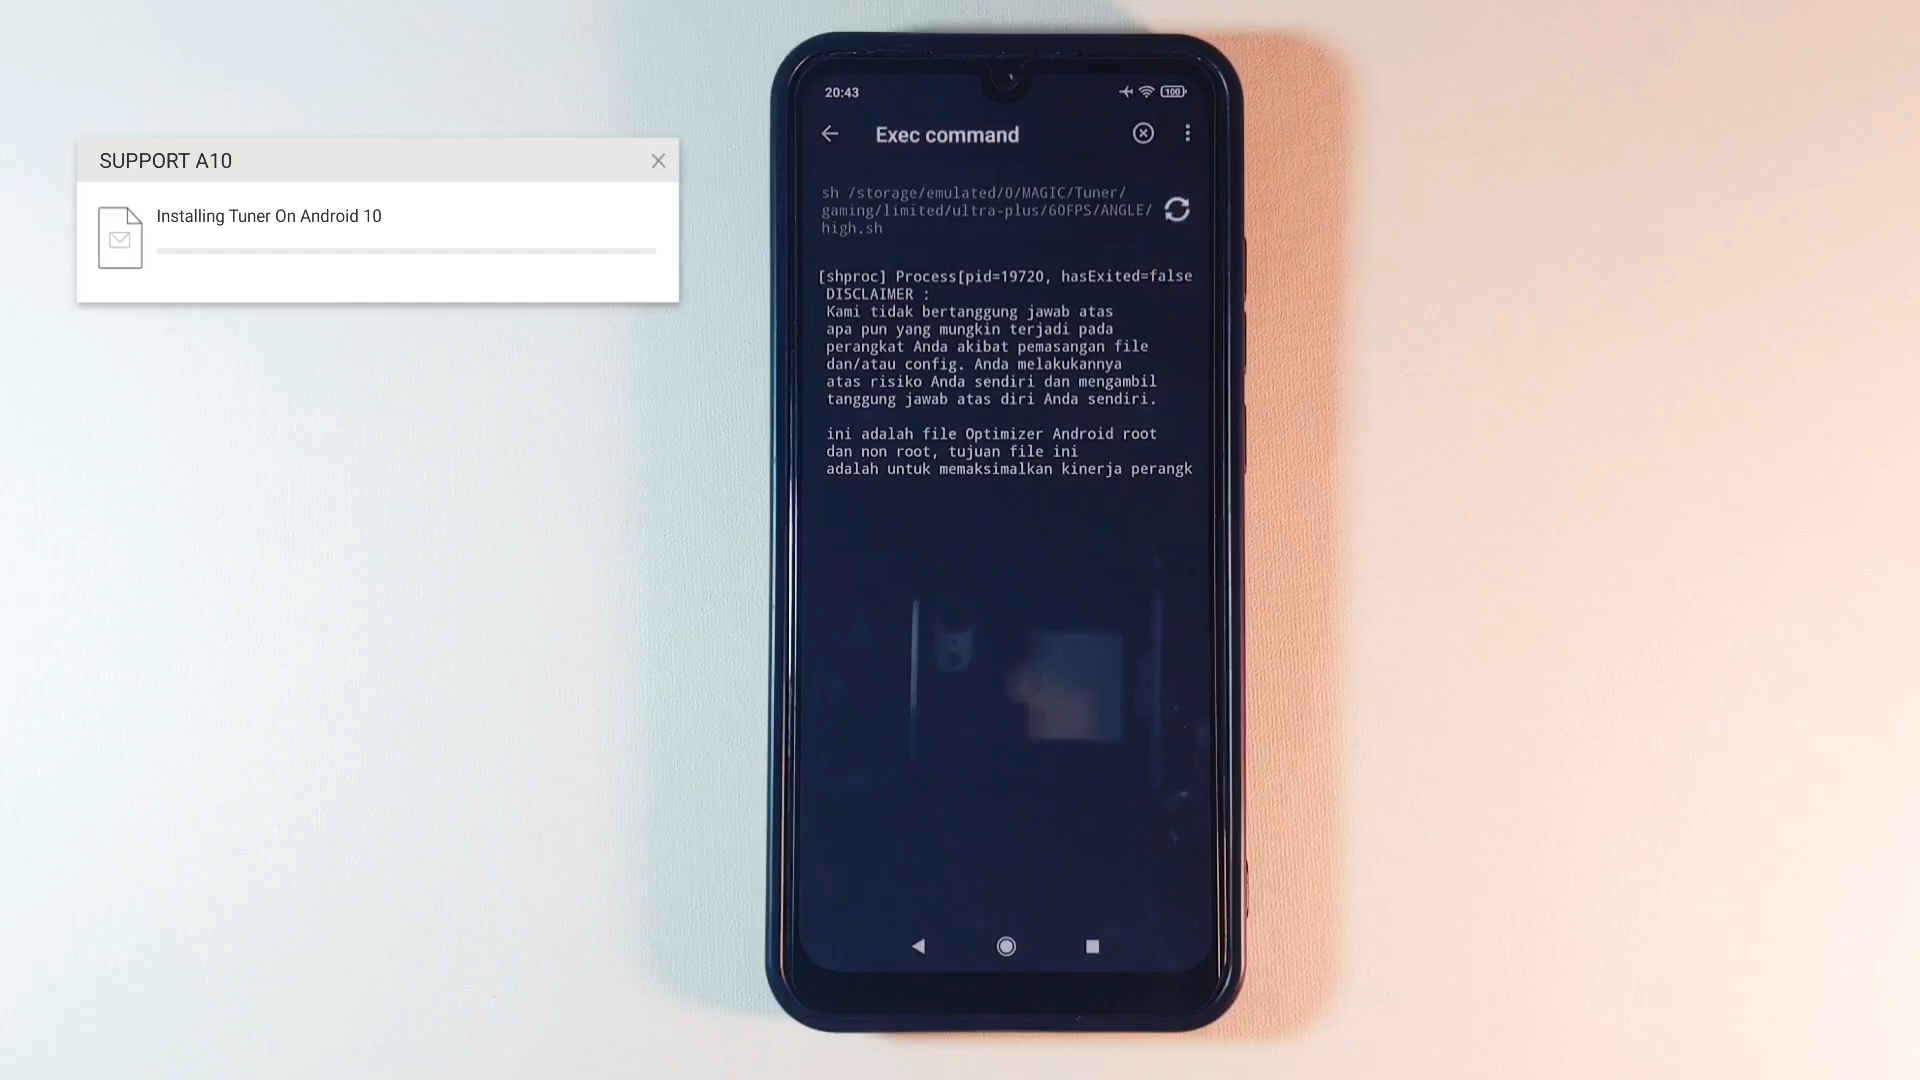 SUPPORT A10
Installing Tuner On Android 10
20:43
100
Exec command
sh /storage/emulated/0/MAGIC/Tuner/
gaming/limited/ultra-plus/60FPS/ANGLE/
high.sh
[shproc] Process[pid=19720, hasExited=false
DISCLAIMER :
Kami tidak bertanggung jawab atas
apa pun yang mungkin terjadi pada
perangkat Anda akibat pemasangan file
dan/atau config. Anda melakukannya
atas risiko Anda sendiri dan mengambil
tanggung jawab atas diri Anda sendiri.
ini adalah file Optimizer Android root
dan non root, tujuan file ini
adalah untuk memaksimalkan kinerja perangk